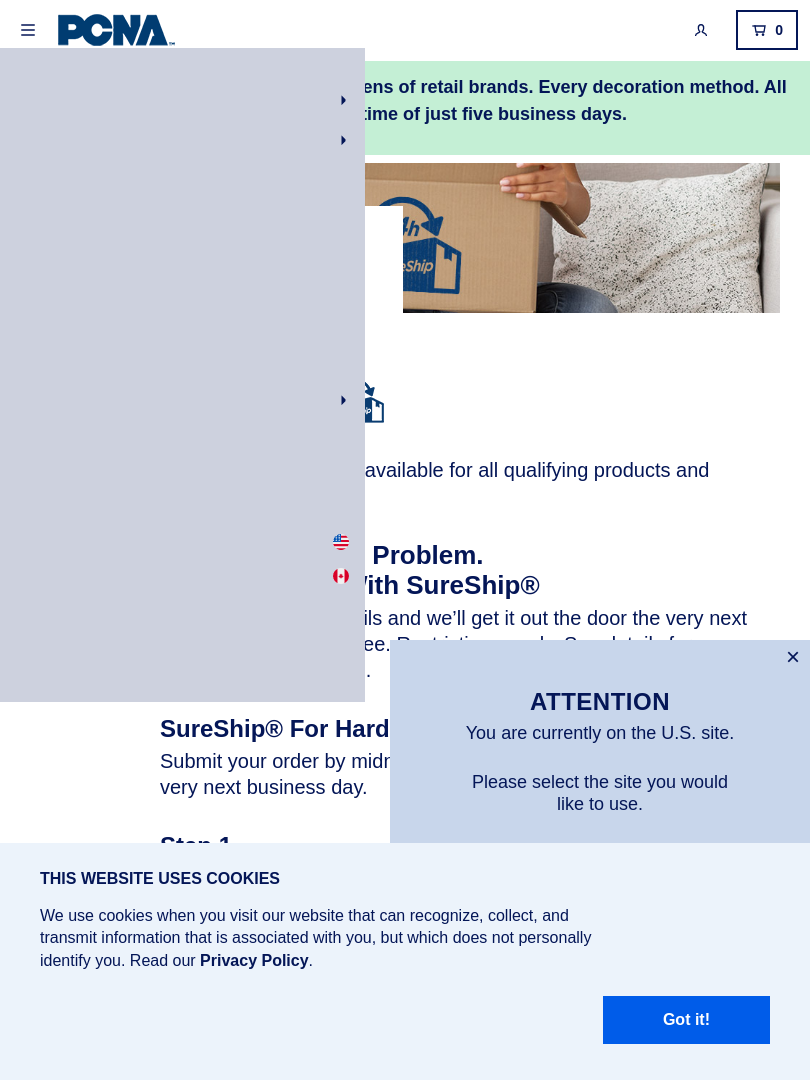 PCNA
0
ens of retail brands. Every decoration method. All
time of just five business days.
available for all qualifying products and
Problem.
With SureShip®
ils and we'll get it out the door the very next
SureShip® For Hard
Submit your order by midn
very next business day.
Step 1
ATTENTION
You are currently on the U.S. site.
Please select the site you would
like to use.
THIS WEBSITE USES COOKIES
We use cookies when you visit our website that can recognize, collect, and
transmit information that is associated with you, but which does not personally
identify you. Read our Privacy Policy.
Got it!